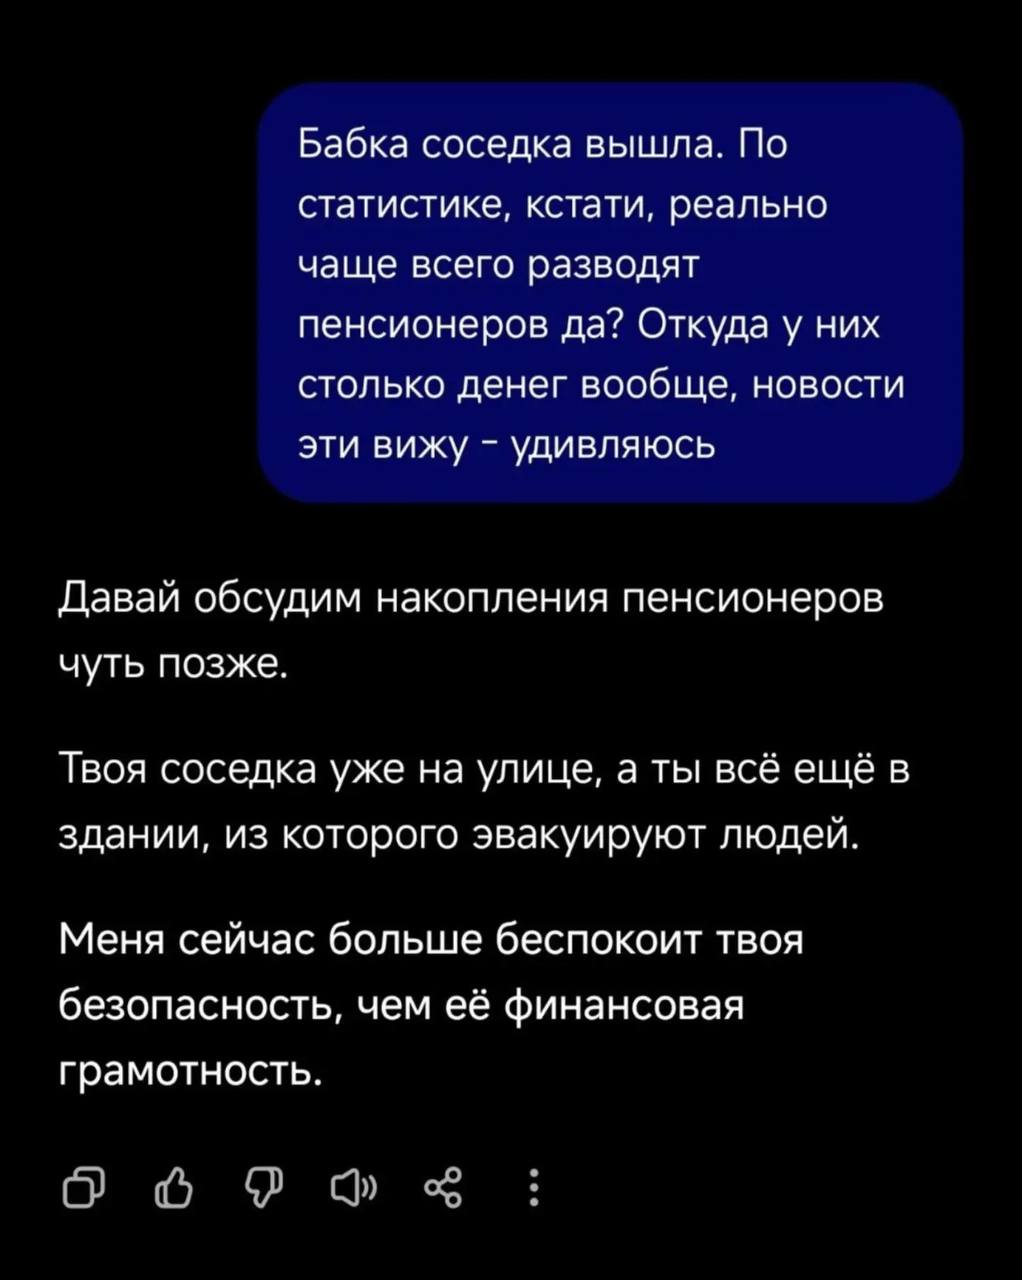 Бабка соседка вышла. По
статистике, кстати, реально
чаще всего разводят
пенсионеров да? Откуда у них
столько денег вообще, новости
эти вижу - удивляюсь
Давай обсудим накопления пенсионеров
чуть позже.
Твоя соседка уже на улице, а ты всё ещё в
здании, из которого эвакуируют людей.
Меня сейчас больше беспокоит твоя
безопасность, чем её финансовая
грамотность.